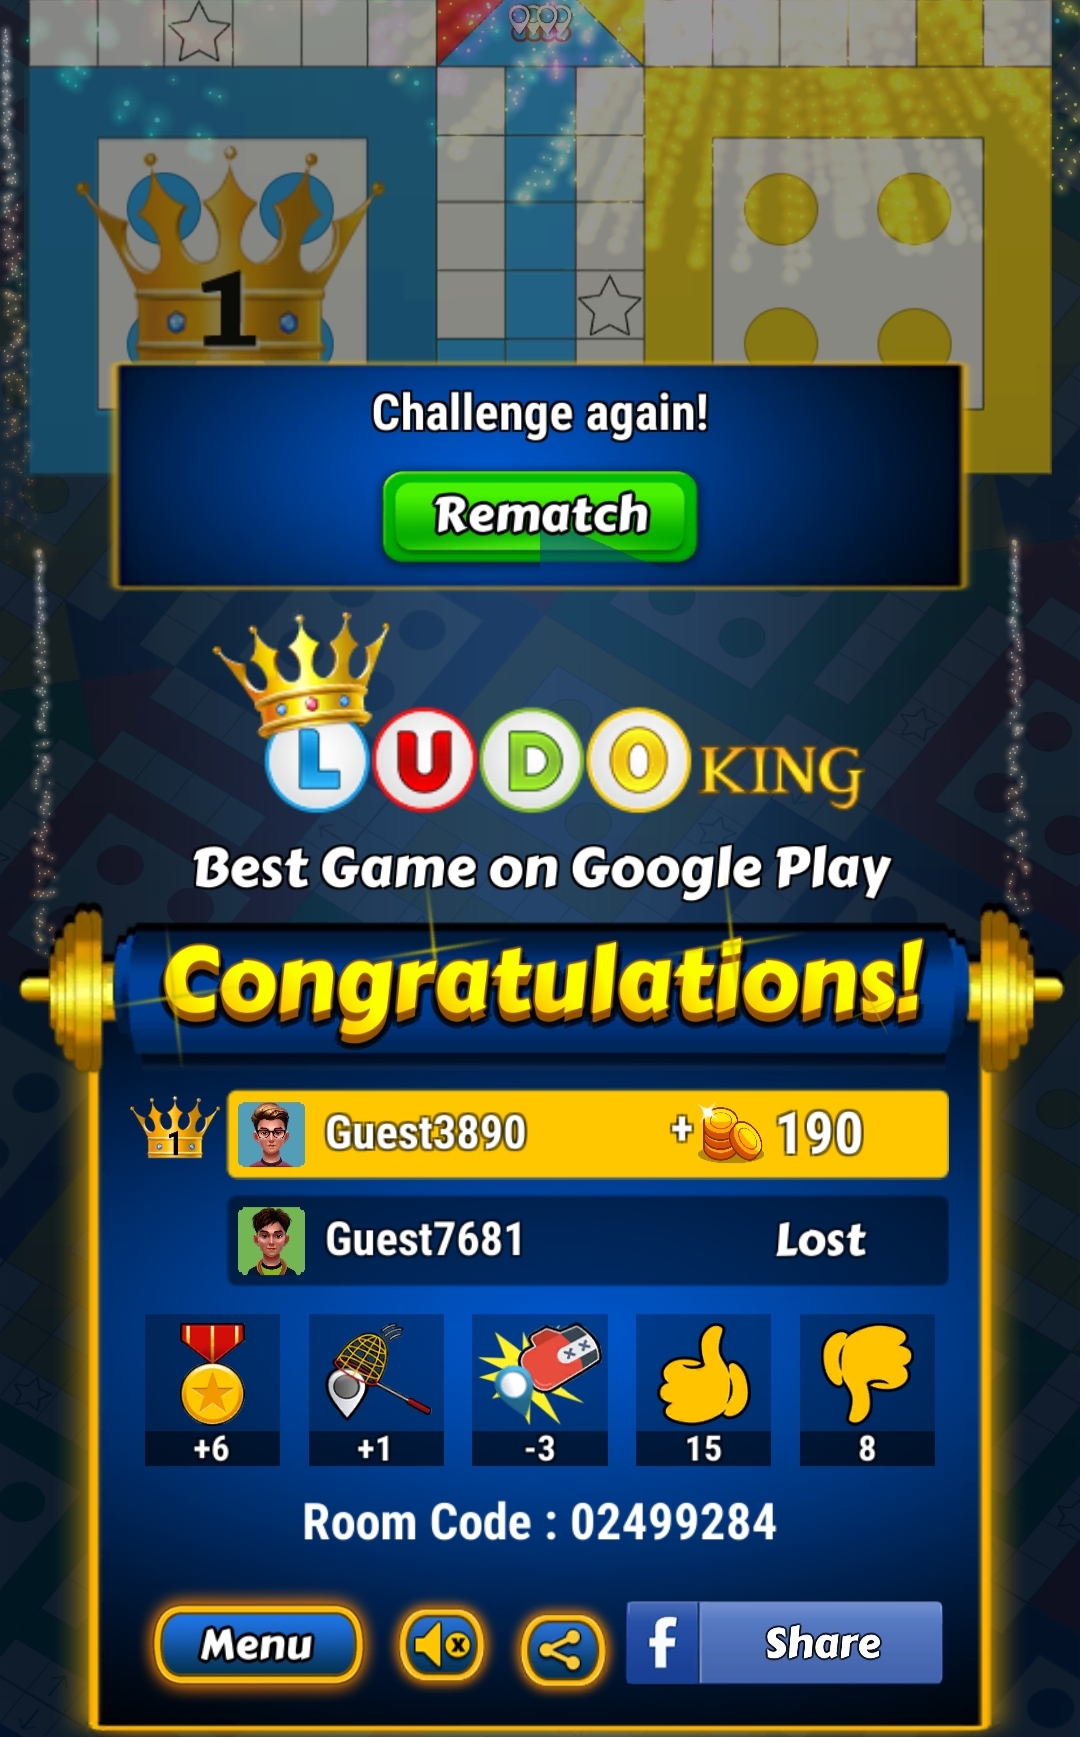 1
Challenge again!
Rematch
LUDO KING
Best Game on Google Play
Congratulations!
1 Guest3890 + 190
Guest7681 Lost
+6 +1 -3 15 8
Room Code : 02499284
Menu x f Share